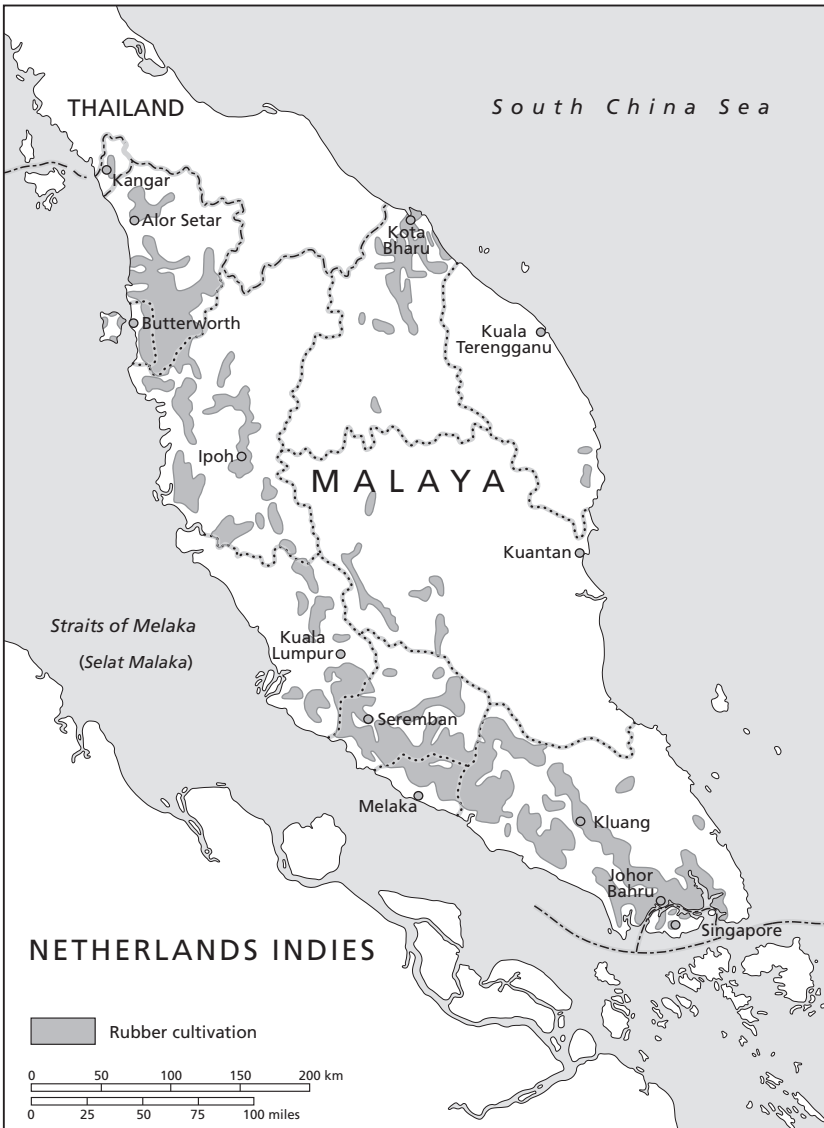 THAILAND
South China Sea
Kangar
Alor Setar
Kota
Bharu
Butterworth
Kuala
Terengganu
Ipoh
MALAYA
Kuantan
Straits of Melaka
(Selat Malaka)
Kuala
Lumpur
Seremban
Melaka
Kluang
Johor
Bahru
Singapore
NETHERLANDS INDIES
Rubber cultivation
0 50 100 150 200 km
0 25 50 75 100 miles